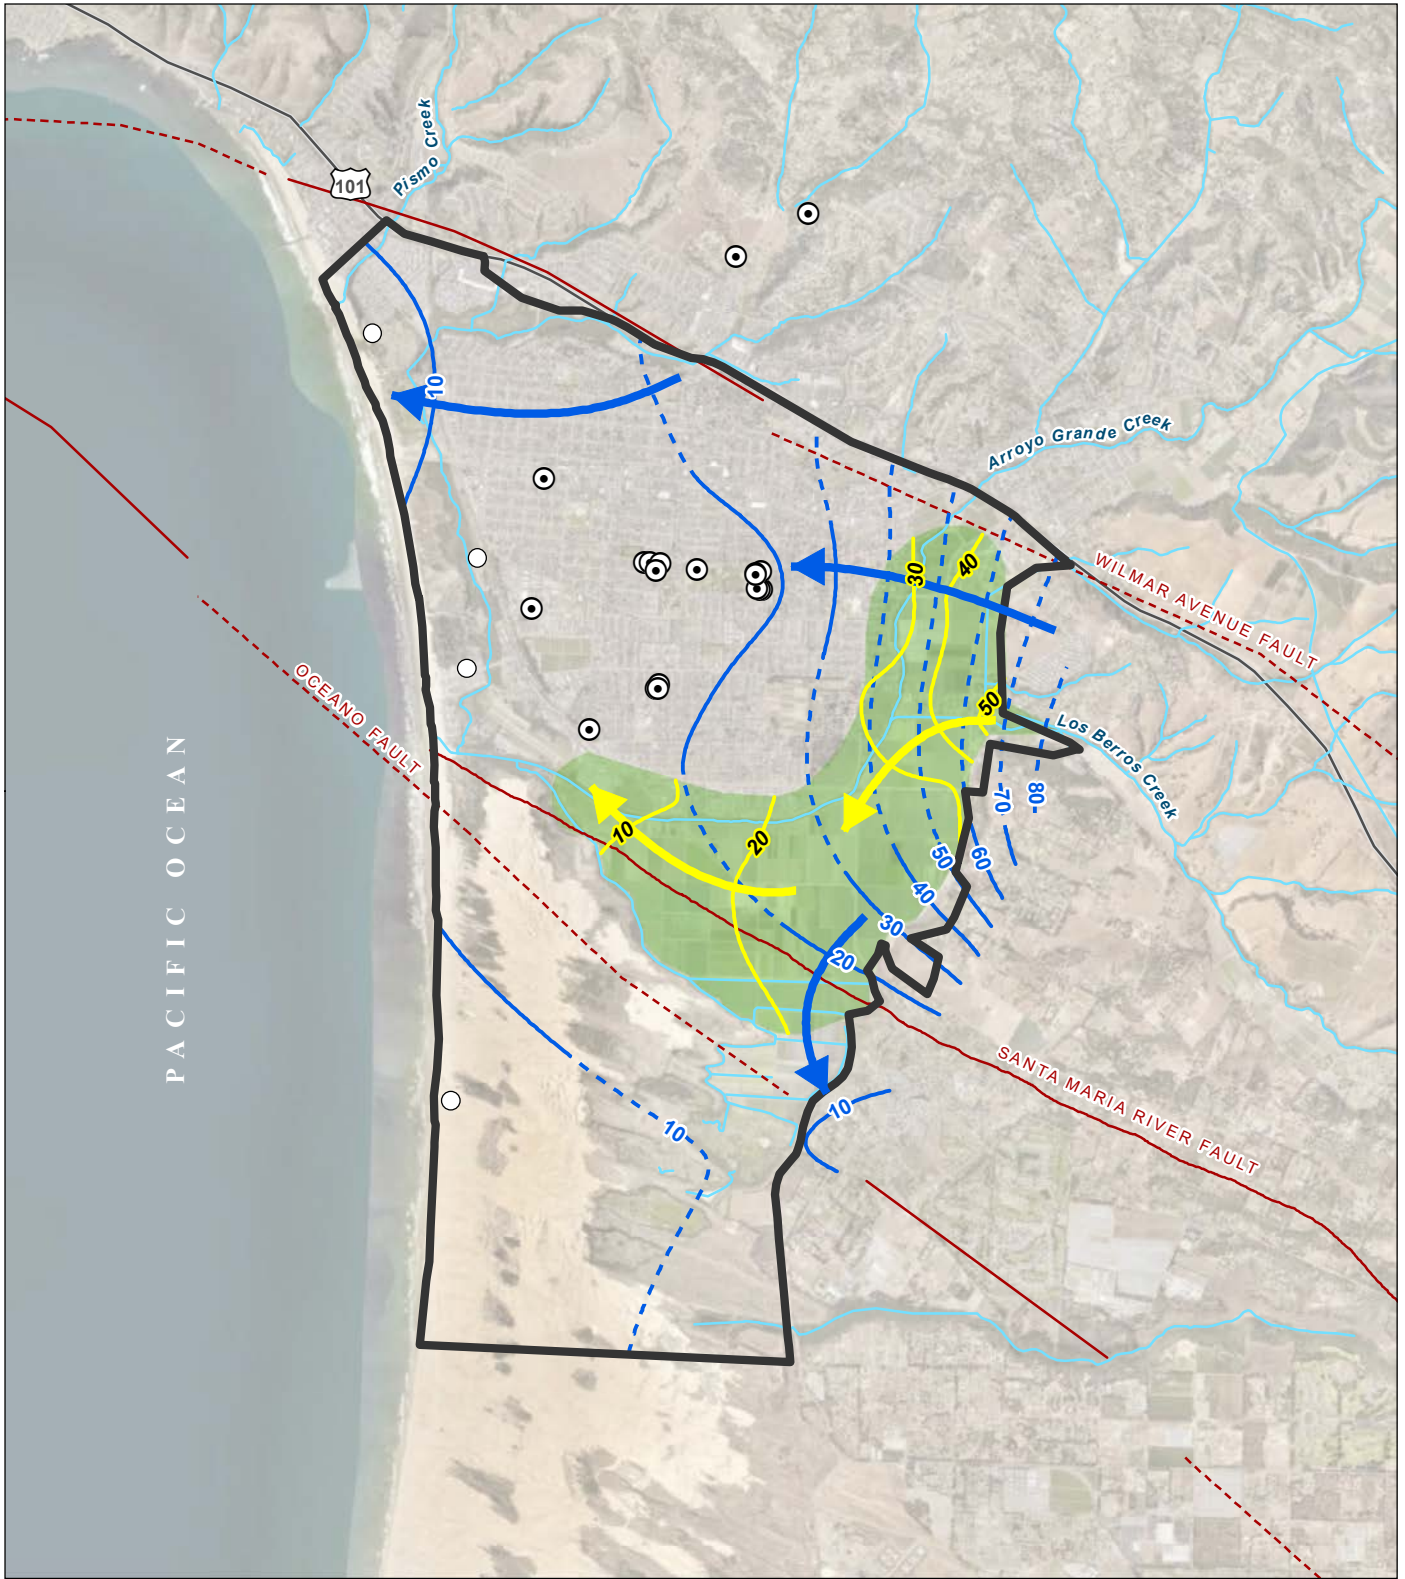 Pismo Creek
101
10
Arroyo Grande Creek
30
40
WILMAR AVENUE FAULT
OCEANO FAULT
50
Los Berros Creek
PACIFIC OCEAN
70
80
10
20
50
60
40
30
20
SANTA MARIA RIVER FAULT
10
10